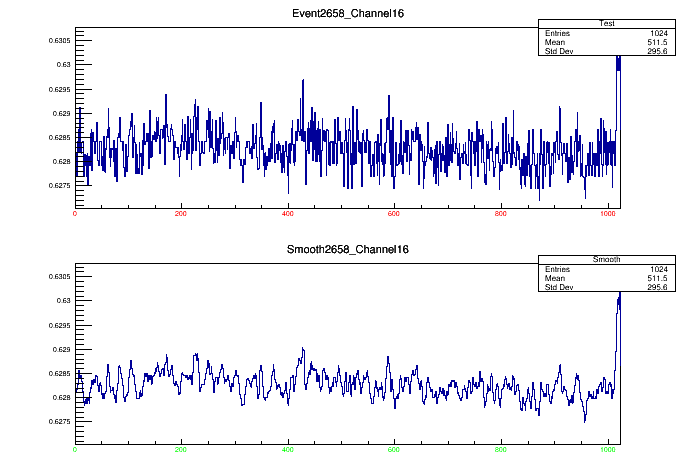 Event2658_Channel16
Test
Entries 1024
Mean 511.5
Std Dev 295.6
0.6305
0.63
0.6295
0.629
0.6285
0.628
0.6275
0 200 400 600 800 1000
Smooth2658_Channel16
Smooth
Entries 1024
Mean 511.5
Std Dev 295.6
0.6305
0.63
0.6295
0.629
0.6285
0.628
0.6275
0 200 400 600 800 1000